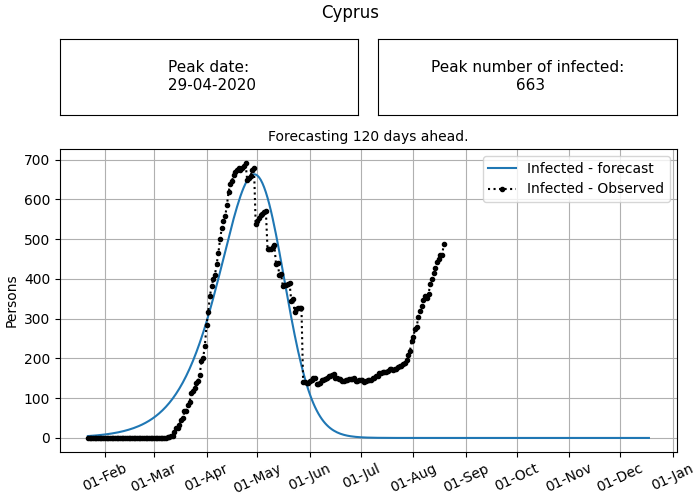 Cyprus
Peak date:
29-04-2020
Peak number of infected:
663
Forecasting 120 days ahead.
Infected - forecast
Infected - Observed
Persons
700
600
500
400
300
200
100
0
01-Feb
01-Mar
01-Apr
01-May
01-Jun
01-Jul
01-Aug
01-Sep
01-Oct
01-Nov
01-Dec
01-Jan